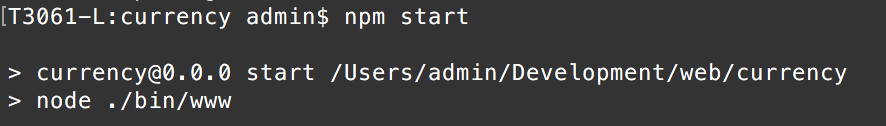 [T3061-L:currency admin$ npm start
> currency@0.0.0 start /Users/admin/Development/web/currency
> node ./bin/www